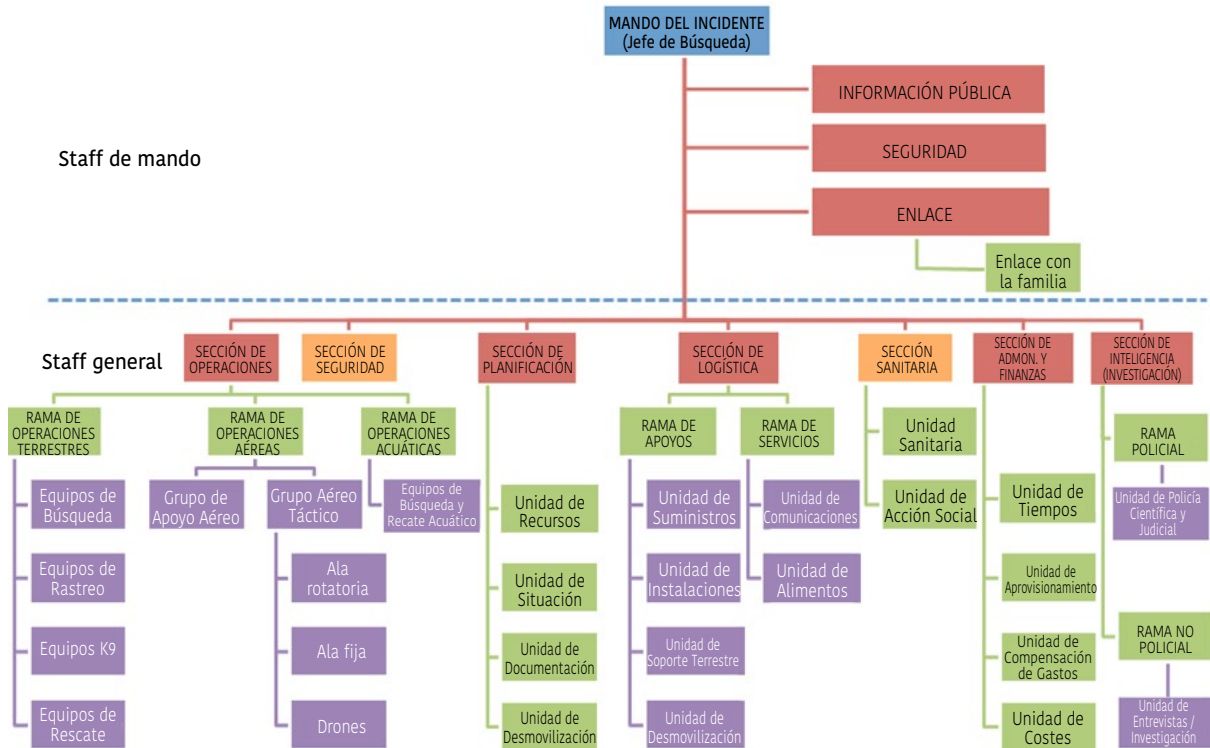 MANDO DEL INCIDENTE
(Jefe de Búsqueda)
INFORMACIÓN PÚBLICA
Staff de mando
SEGURIDAD
ENLACE
Enlace con
la familia
Staff general
SECCIÓN DE
OPERACIONES
SECCIÓN DE
SEGURIDAD
SECCIÓN DE
PLANIFICACIÓN
SECCIÓN DE
LOGÍSTICA
SECCIÓN
SANITARIA
SECCIÓN DE
ADMON. Y
FINANZAS
SECCIÓN DE
INTELIGENCIA
(INVESTIGACIÓN)
RAMA DE
OPERACIONES
TERRESTRES
RAMA DE
OPERACIONES
AÉREAS
RAMA DE
OPERACIONES
ACUÁTICAS
RAMA DE
APOYOS
RAMA DE
SERVICIOS
Unidad
Sanitaria
RAMA
POLICIAL
Equipos de
Búsqueda
Grupo de
Apoyo Aéreo
Grupo Aéreo
Táctico
Equipos de
Búsqueda y
Recate Acuático
Unidad de
Recursos
Unidad de
Suministros
Unidad de
Comunicaciones
Unidad de
Acción Social
Unidad de
Tiempos
Unidad de Policía
Científica y
Judicial
Equipos de
Rastreo
Ala
rotatoria
Unidad de
Situación
Unidad de
Instalaciones
Unidad de
Alimentos
Unidad de
Aprovisionamiento
Equipos K9
Ala fija
Unidad de
Documentación
Unidad de
Soporte Terrestre
Unidad de
Compensación
de Gastos
RAMA NO
POLICIAL
Equipos de
Rescate
Drones
Unidad de
Desmovilización
Unidad de
Desmovilización
Unidad de
Costes
Unidad de
Entrevistas /
Investigación